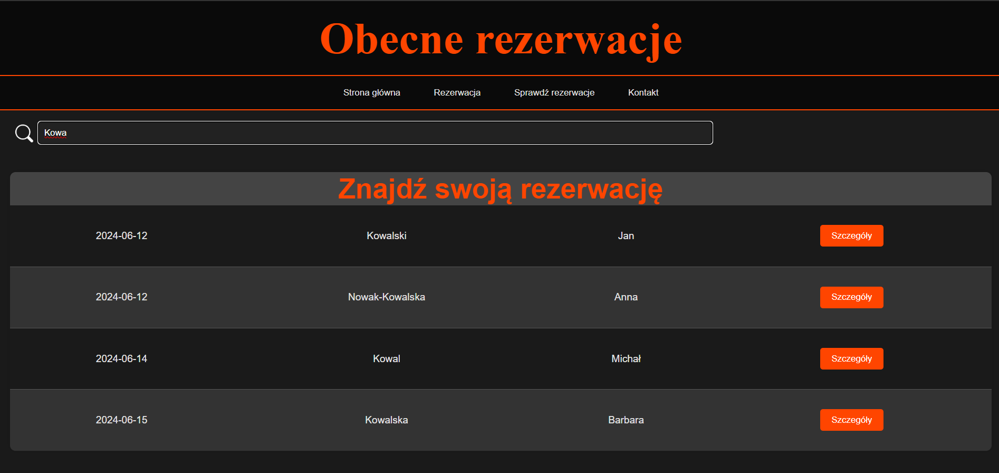 Obecne rezerwacje
Strona główna Rezerwacja Sprawdź rezerwacje Kontakt
Kowa
Znajdź swoją rezerwację
2024-06-12 Kowalski Jan Szczegóły
2024-06-12 Nowak-Kowalska Anna Szczegóły
2024-06-14 Kowal Michał Szczegóły
2024-06-15 Kowalska Barbara Szczegóły